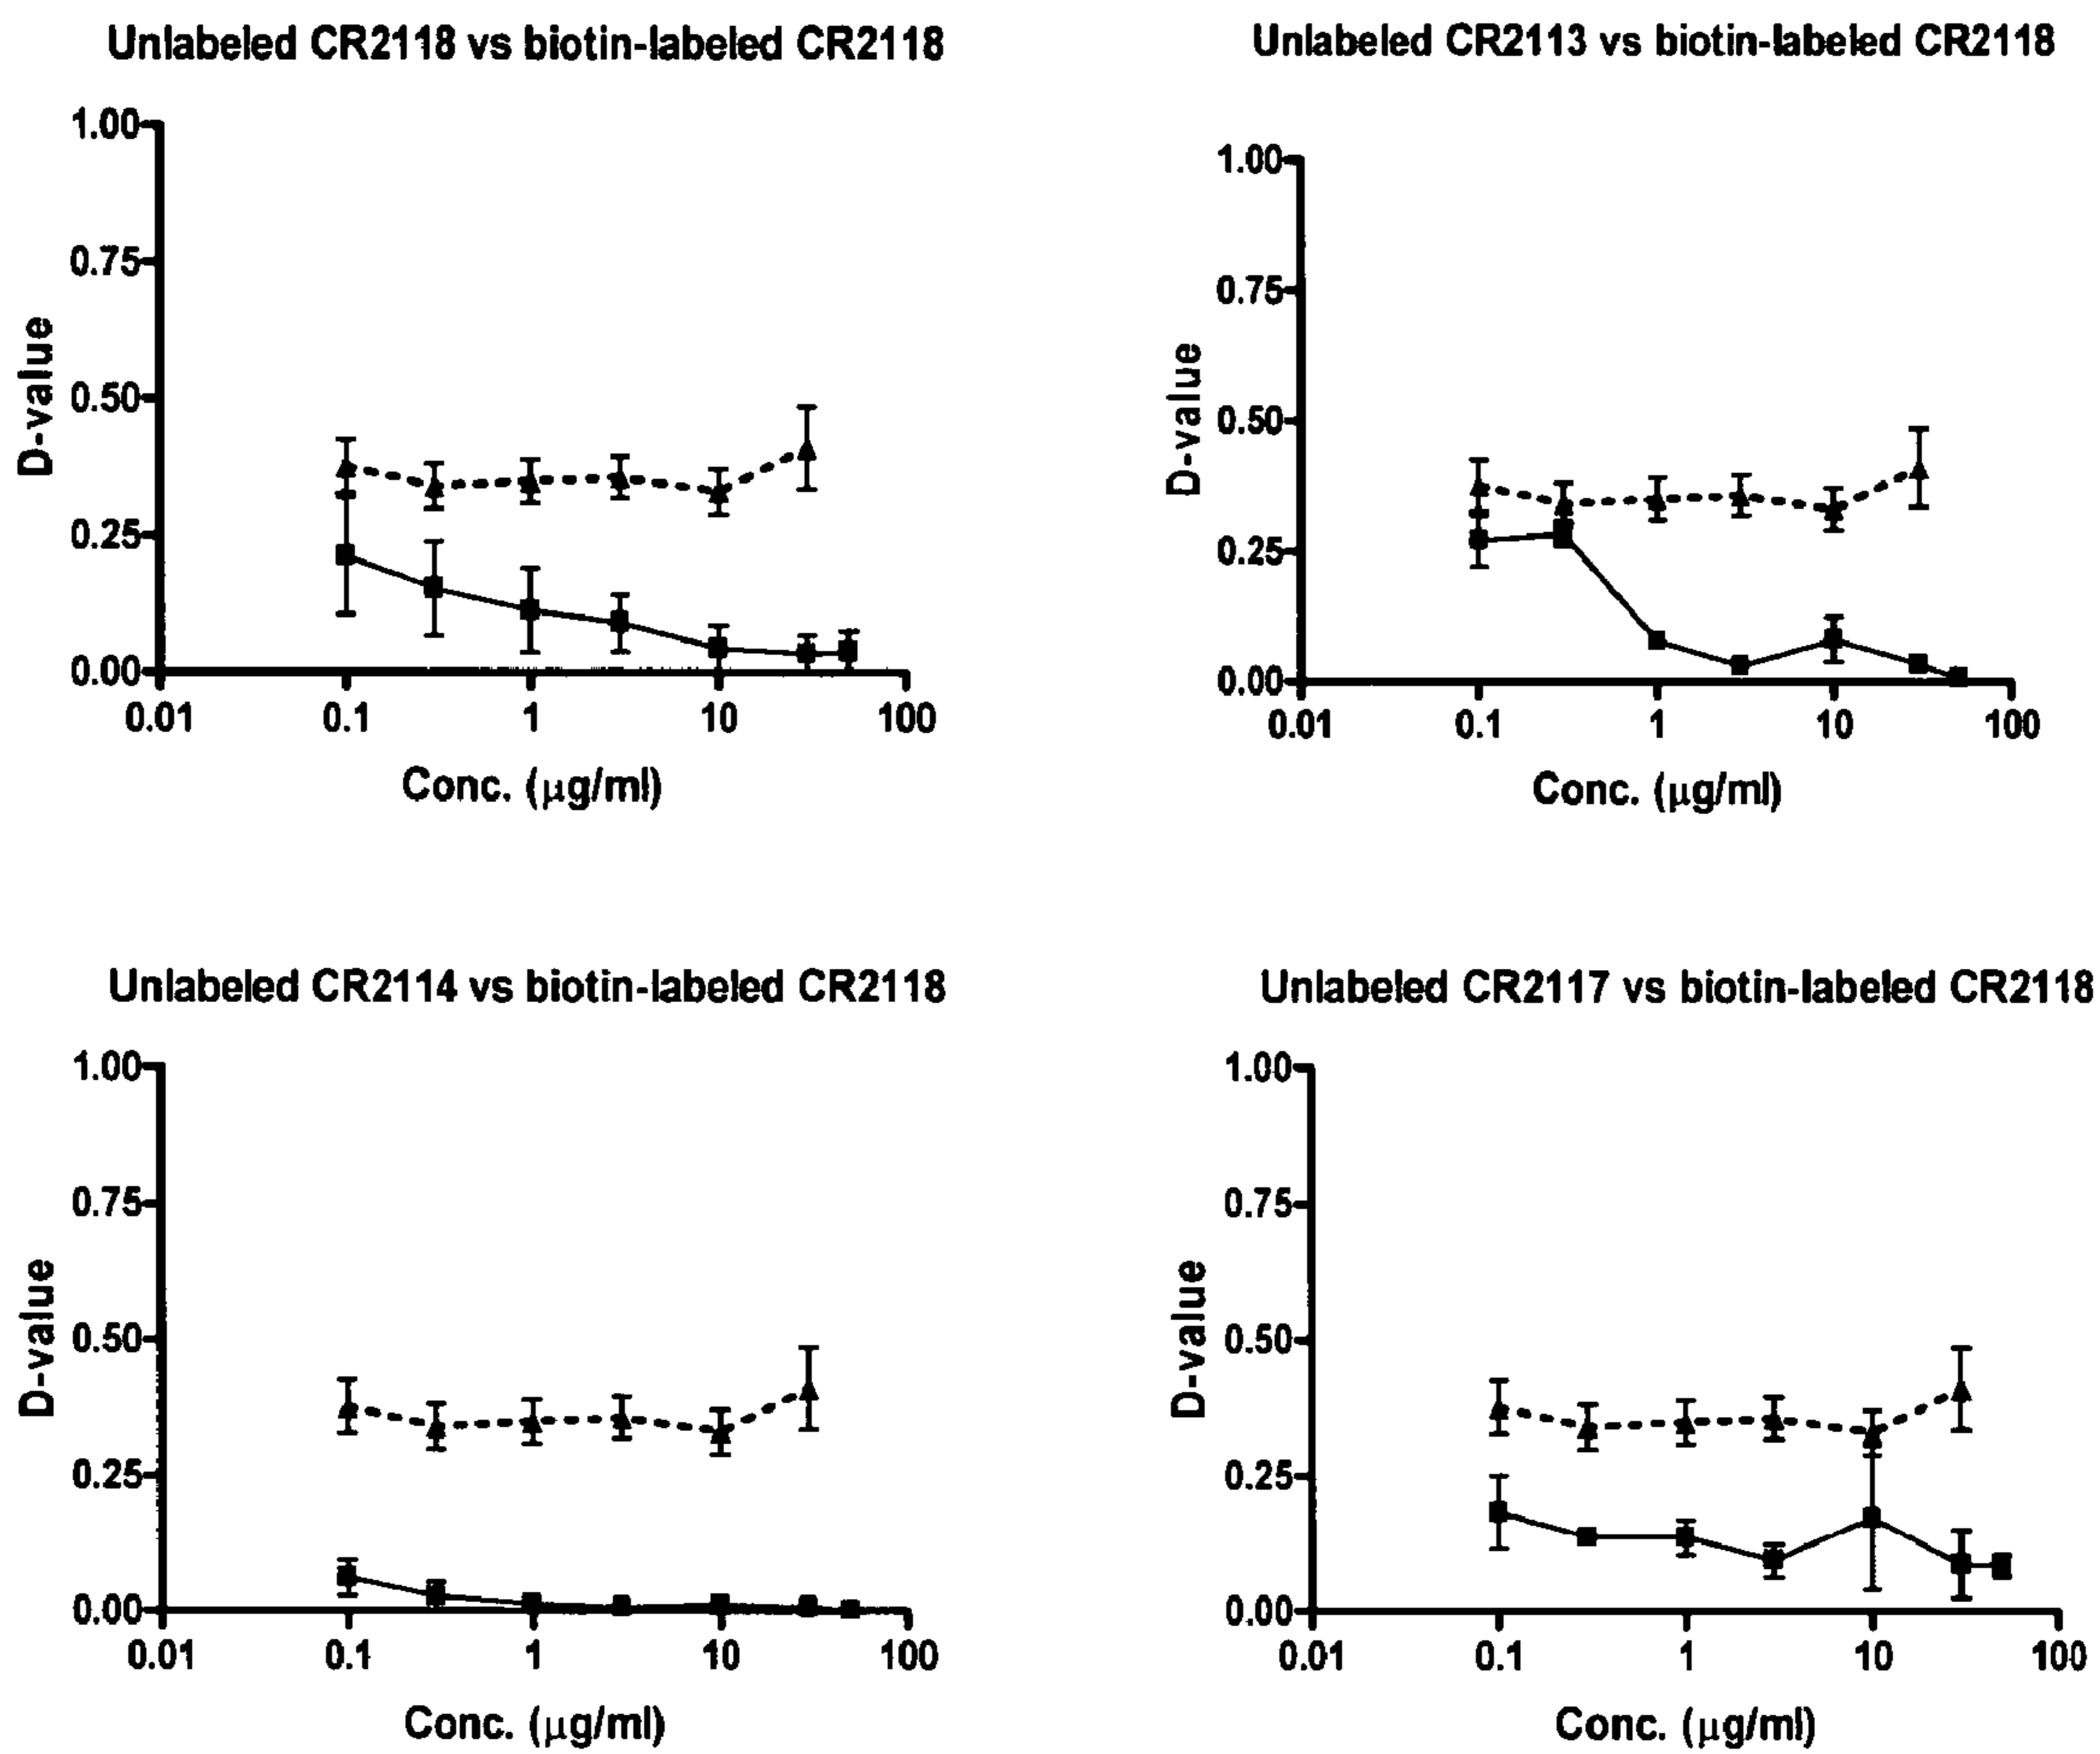 Unlabeled CR2118 vs biotin-labeled CR2118
1.00
0.75
0.50
0.25
0.00
D-value
0.01 0.1 1 10 100
Conc. (μg/ml)
Unlabeled CR2113 vs biotin-labeled CR2118
1.00
0.75
0.50
0.25
0.00
D-value
0.01 0.1 1 10 100
Conc. (μg/ml)
Unlabeled CR2114 vs biotin-labeled CR2118
1.00
0.75
0.50
0.25
0.00
D-value
0.01 0.1 1 10 100
Conc. (μg/ml)
Unlabeled CR2117 vs biotin-labeled CR2118
1.00
0.75
0.50
0.25
0.00
D-value
0.01 0.1 1 10 100
Conc. (μg/ml)